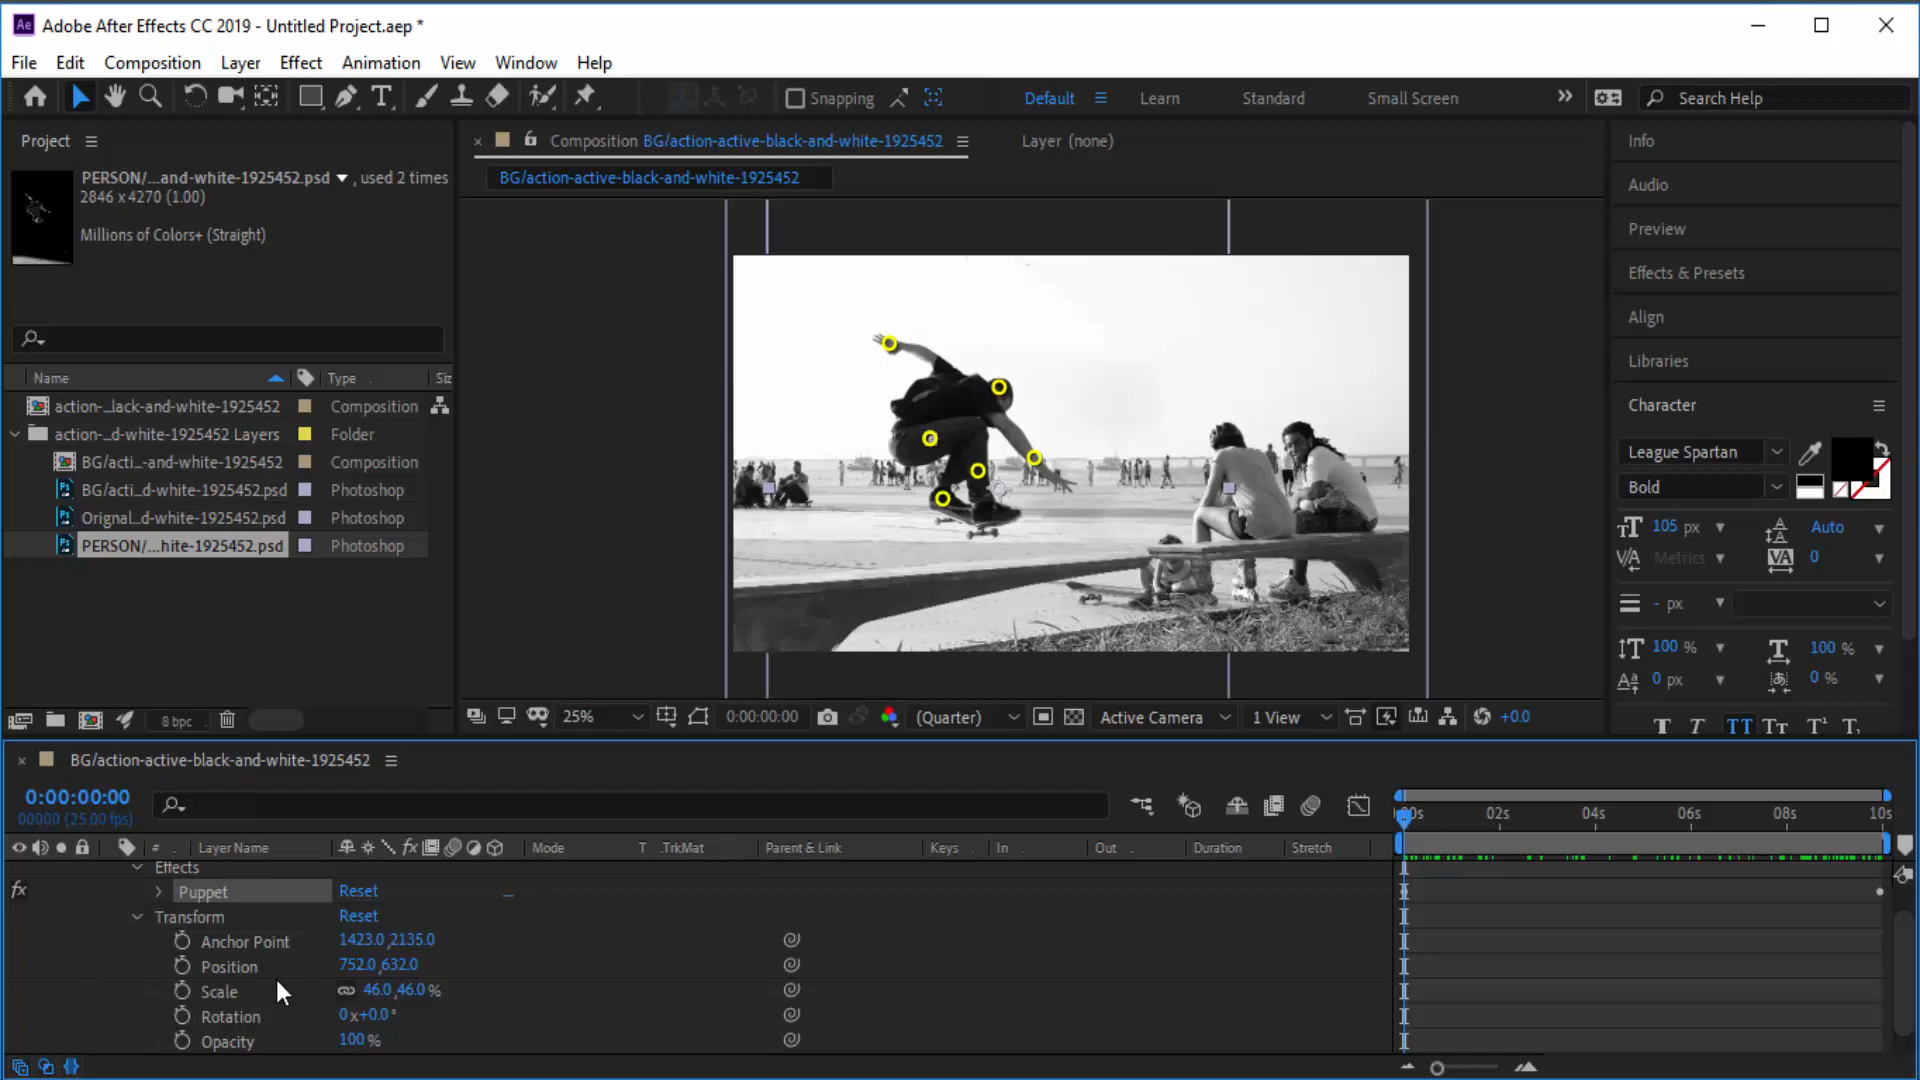 Ae Adobe After Effects CC 2019 - Untitled Project.aep *
File Edit Composition Layer Effect Animation View Window Help
Snapping Default Learn Standard Small Screen Search Help
Project
PERSON/...and-white-1925452.psd , used 2 times
2846 x 4270 (1.00)
Millions of Colors+ (Straight)
Name Type Siz
action-...lack-and-white-1925452 Composition
action-...d-white-1925452 Layers Folder
BG/acti...-and-white-1925452 Composition
BG/acti...d-white-1925452.psd Photoshop
Orignal...d-white-1925452.psd Photoshop
PERSON/...hite-1925452.psd Photoshop
8 bpc
Composition BG/action-active-black-and-white-1925452
Layer (none)
BG/action-active-black-and-white-1925452
25% 0:00:00:00 (Quarter) Active Camera 1 View +0.0
Info
Audio
Preview
Effects & Presets
Align
Libraries
Character
League Spartan
Bold
105 px Auto
Metrics 0
- px
100 % 100 %
0 px 0 %
T T TT Tт T¹ T,
BG/action-active-black-and-white-1925452
0:00:00:00
00000 (25.00 fps)
0s 02s 04s 06s 08s 10s
# Layer Name fx Mode T .TrkMat Parent & Link Keys In Out Duration Stretch
Effects
fx Puppet Reset
Transform Reset
Anchor Point 1423.0,2135.0
Position 752.0,632.0
Scale 46.0,46.0 %
Rotation 0x+0.0°
Opacity 100 %